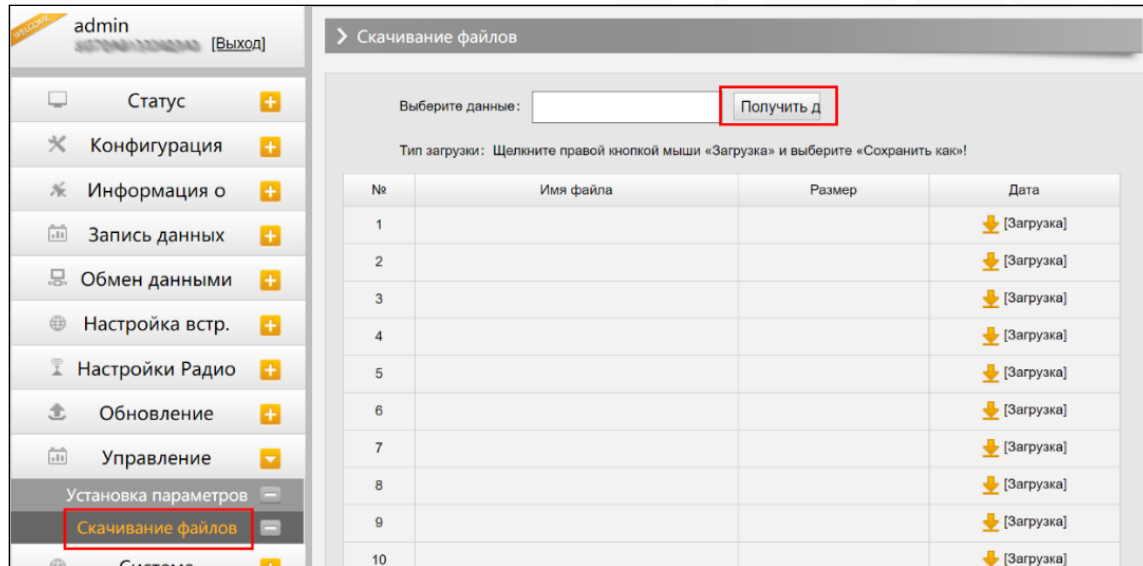 WELCOME
admin
[Выход]
Статус
Конфигурация
Информация о
Запись данных
Обмен данными
Настройка встр.
Настройки Радио
Обновление
Управление
Установка параметров
Скачивание файлов
Система
Скачивание файлов
Выберите данные:
Получить д
Тип загрузки: Щелкните правой кнопкой мыши «Загрузка» и выберите «Сохранить как»!
№ Имя файла Размер Дата
1 [Загрузка]
2 [Загрузка]
3 [Загрузка]
4 [Загрузка]
5 [Загрузка]
6 [Загрузка]
7 [Загрузка]
8 [Загрузка]
9 [Загрузка]
10 [Загрузка]